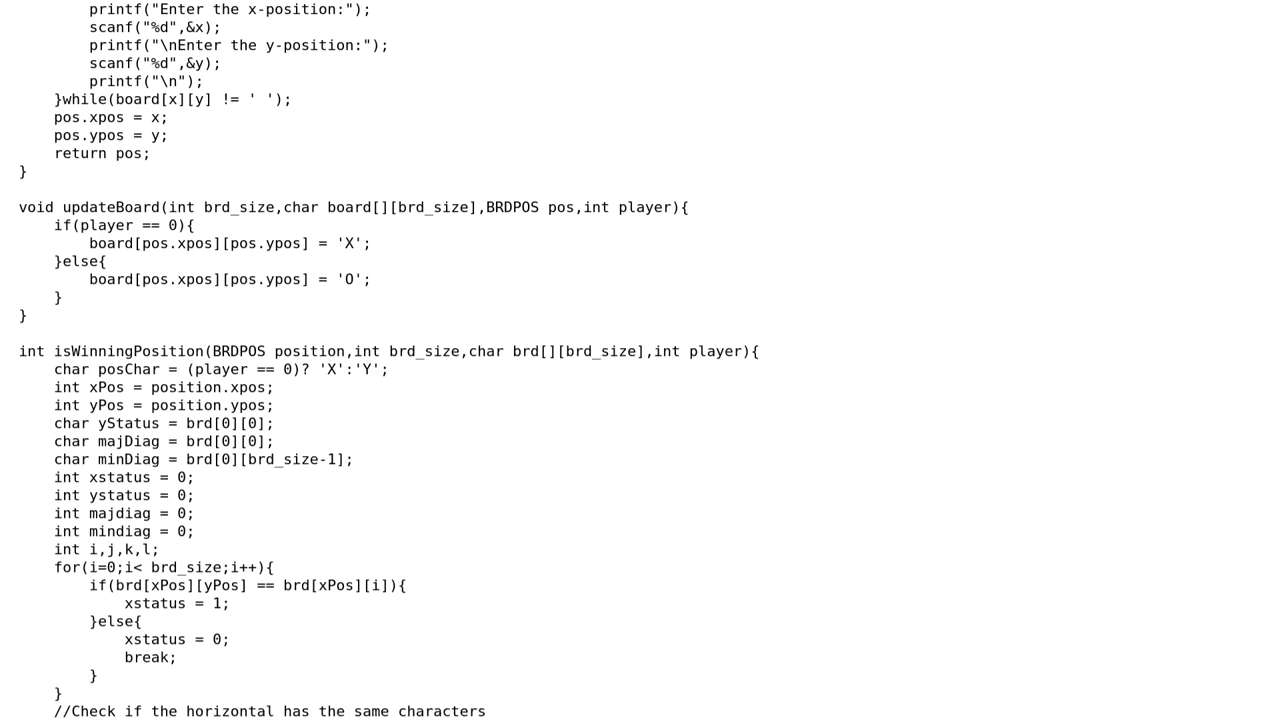 printf("Enter the x-position:");
        scanf("%d",&x);
        printf("\nEnter the y-position:");
        scanf("%d",&y);
        printf("\n");
    }while(board[x][y] != ' ');
    pos.xpos = x;
    pos.ypos = y;
    return pos;
}

void updateBoard(int brd_size,char board[][brd_size],BRDPOS pos,int player){
    if(player == 0){
        board[pos.xpos][pos.ypos] = 'X';
    }else{
        board[pos.xpos][pos.ypos] = 'O';
    }
}

int isWinningPosition(BRDPOS position,int brd_size,char brd[][brd_size],int player){
    char posChar = (player == 0)? 'X':'Y';
    int xPos = position.xpos;
    int yPos = position.ypos;
    char yStatus = brd[0][0];
    char majDiag = brd[0][0];
    char minDiag = brd[0][brd_size-1];
    int xstatus = 0;
    int ystatus = 0;
    int majdiag = 0;
    int mindiag = 0;
    int i,j,k,l;
    for(i=0;i< brd_size;i++){
        if(brd[xPos][yPos] == brd[xPos][i]){
            xstatus = 1;
        }else{
            xstatus = 0;
            break;
        }
    }
    //Check if the horizontal has the same characters